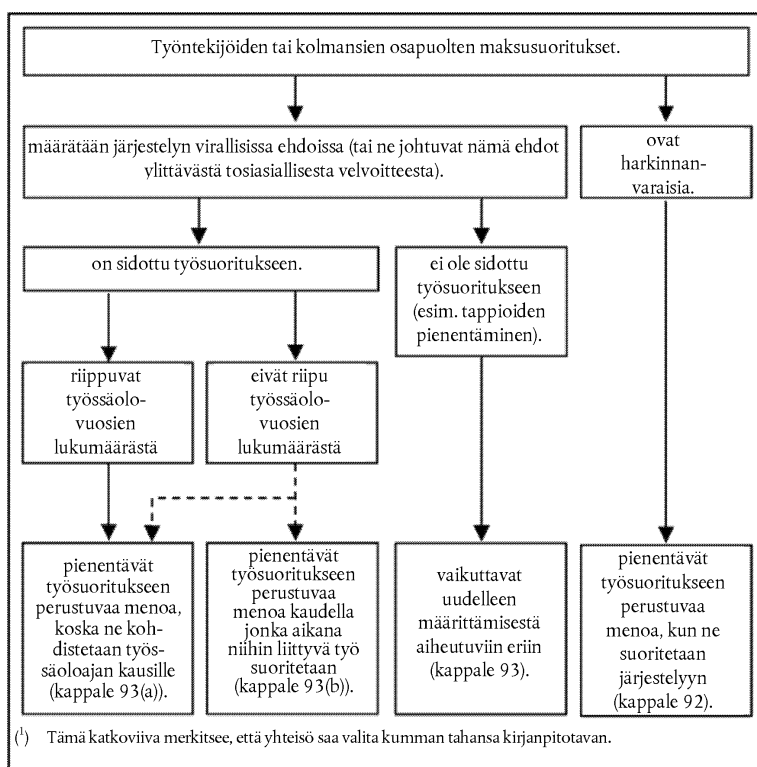 Työntekijöiden tai kolmansien osapuolten maksusuoritukset.
määrätään järjestelyn virallisissa ehdoissa (tai ne johtuvat nämä ehdot
ylittävästä tosiasiallisesta velvoitteesta).
ovat
harkinnan-
varaisia.
on sidottu työsuoritukseen.
ei ole sidottu
työsuoritukseen
(esim. tappioiden
pienentäminen).
riippuvat
työssäolo-
vuosien
lukumäärästä
eivät riipu
työssäolo-
vuosien
lukumäärästä
pienentävät
työsuoritukseen
perustuvaa menoa,
koska ne koh-
distetaan työs-
säoloajan kausille
(kappale 93(a)).
pienentävät
työsuoritukseen
perustuvaa
menoa kaudella
jonka aikana
niihin liittyvä työ
suoritetaan
(kappale 93(b)).
vaikuttavat
uudelleen
määrittämisestä
aiheutuviin eriin
(kappale 93).
pienentävät
työsuoritukseen
perustuvaa
menoa, kun ne
suoritetaan
järjestelyyn
(kappale 92).
(¹) Tämä katkoviiva merkitsee, että yhteisö saa valita kumman tahansa kirjanpitotavan.